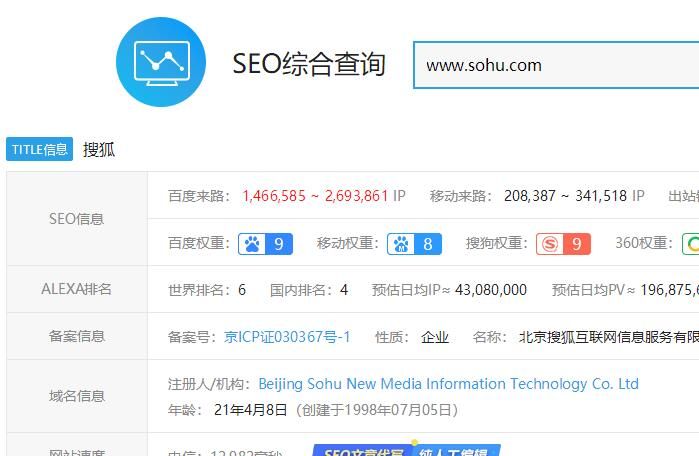 SEO综合查询
www.sohu.com
TITLE信息 搜狐
SEO信息
百度来路： 1,466,585 ~ 2,693,861 IP 移动来路： 208,387 ~ 341,518 IP 出站
百度权重： 9 移动权重： 8 搜狗权重： 9 360权重：
ALEXA排名 世界排名：6 国内排名：4 预估日均IP≈ 43,080,000 预估日均PV≈ 196,875,
备案信息 备案号：京ICP证030367号-1 性质： 企业 名称： 北京搜狐互联网信息服务有限
域名信息
注册人/机构：Beijing Sohu New Media Information Technology Co. Ltd
年龄： 21年4月8日（创建于1998年07月05日）
网站速度 电信：12.982毫秒 SEO文章代写 纯人工编辑